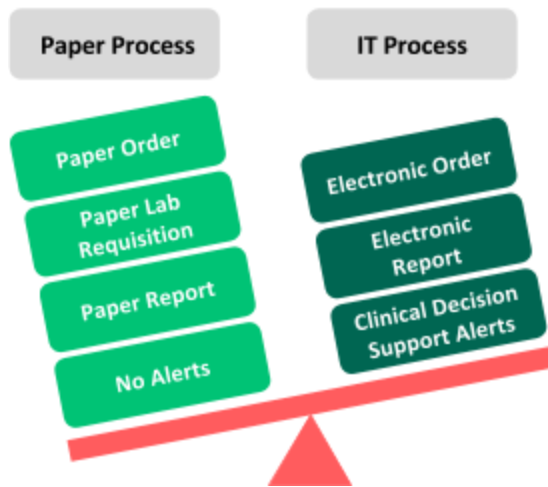 Paper Process
IT Process
Paper Order
Paper Lab
Requisition
Paper Report
No Alerts
Electronic Order
Electronic
Report
Clinical Decision
Support Alerts